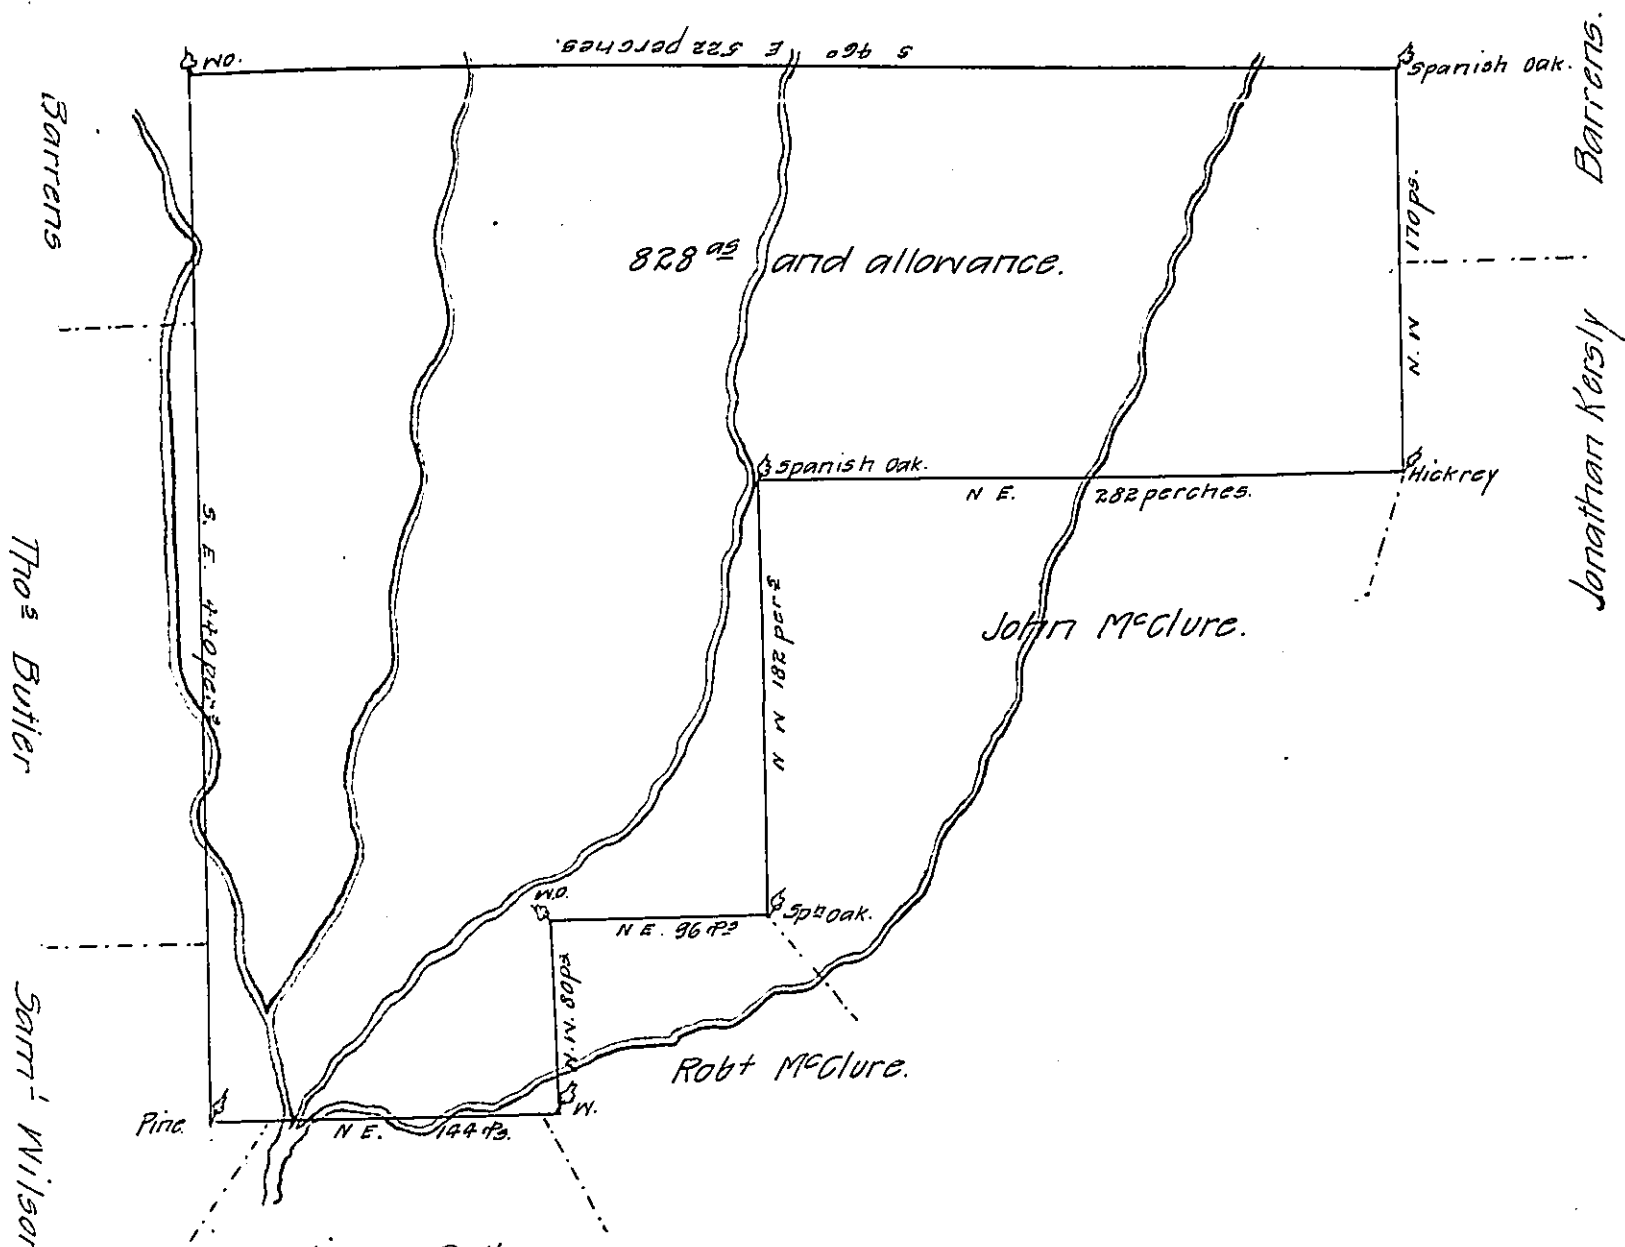 S 46° E 522 perches.
W.O.
Spanish Oak.
Barrens.
Barrens
170 ps.
N. W
828 as and allowance.
Jonathan Kersly
Spanish Oak.
N E. 282 perches.
Hickrey
S. E. 440 pers
Thos Butler
N W 182 pers
John McClure.
W.O.
N E. 96 Ps
Spn Oak.
N. W. 80 ps
Robt McClure.
Saml Wilson
Pine.
N E. 144 Ps.
W.